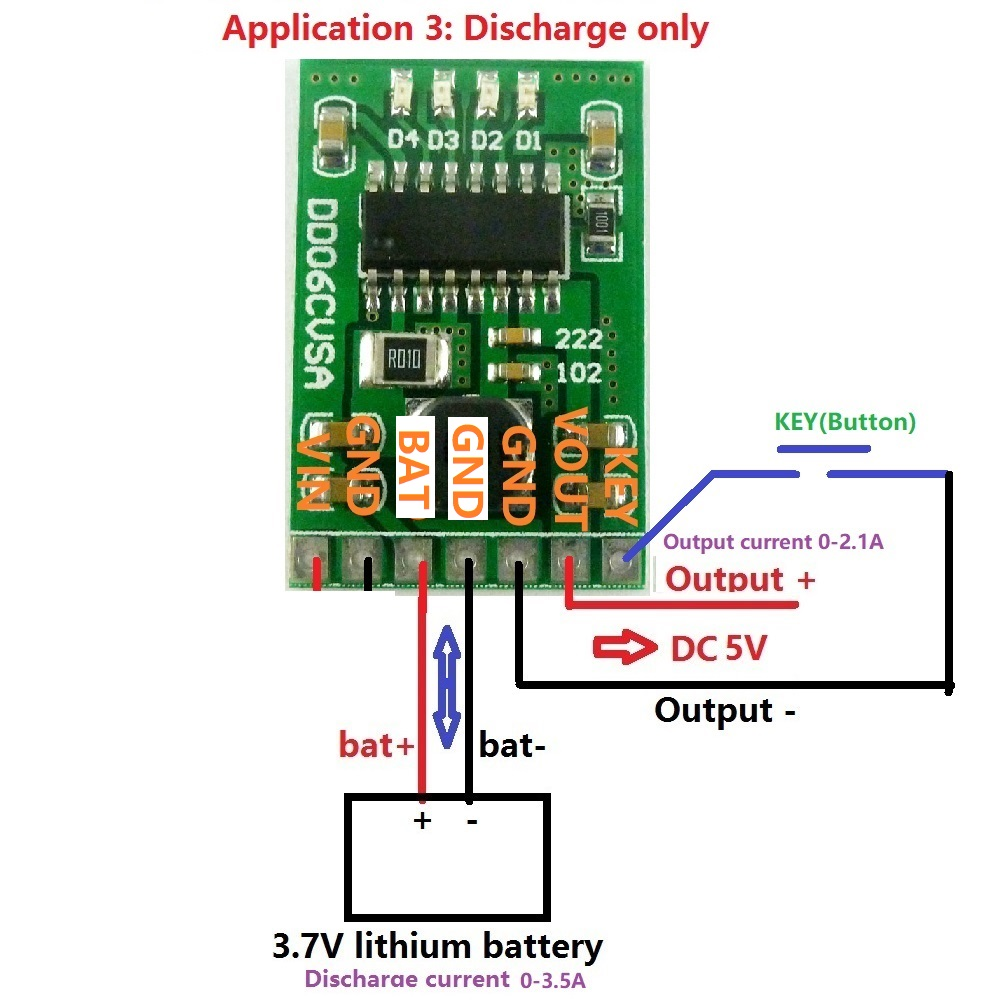 Application 3: Discharge only
D4 D3 D2 D1
1001
DD06CVSA
R010
222
102
VIN
GND
BAT
GND
GND
VOUT
KEY
KEY(Button)
Output current 0-2.1A
Output +
DC 5V
Output -
bat+
bat-
+ -
3.7V lithium battery
Discharge current 0-3.5A